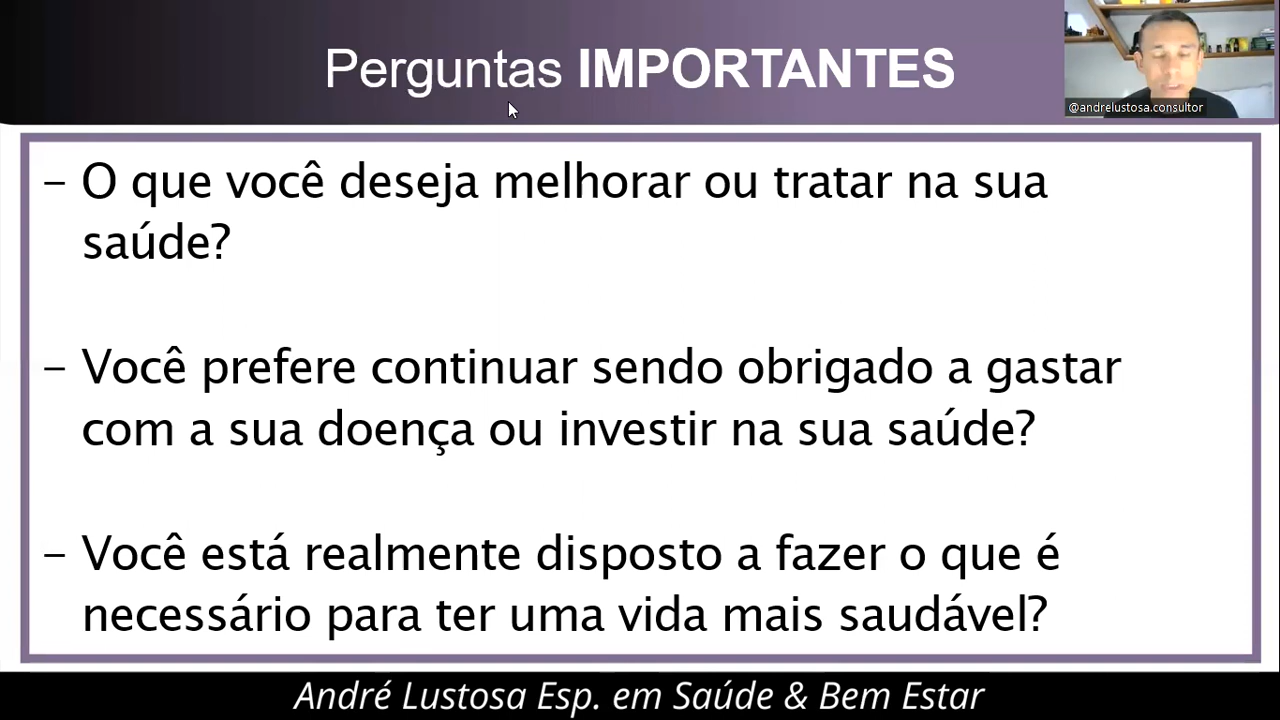 Perguntas IMPORTANTES
@andrelustosa.consultor
– O que você deseja melhorar ou tratar na sua
saúde?
– Você prefere continuar sendo obrigado a gastar
com a sua doença ou investir na sua saúde?
– Você está realmente disposto a fazer o que é
necessário para ter uma vida mais saudável?
André Lustosa Esp. em Saúde & Bem Estar